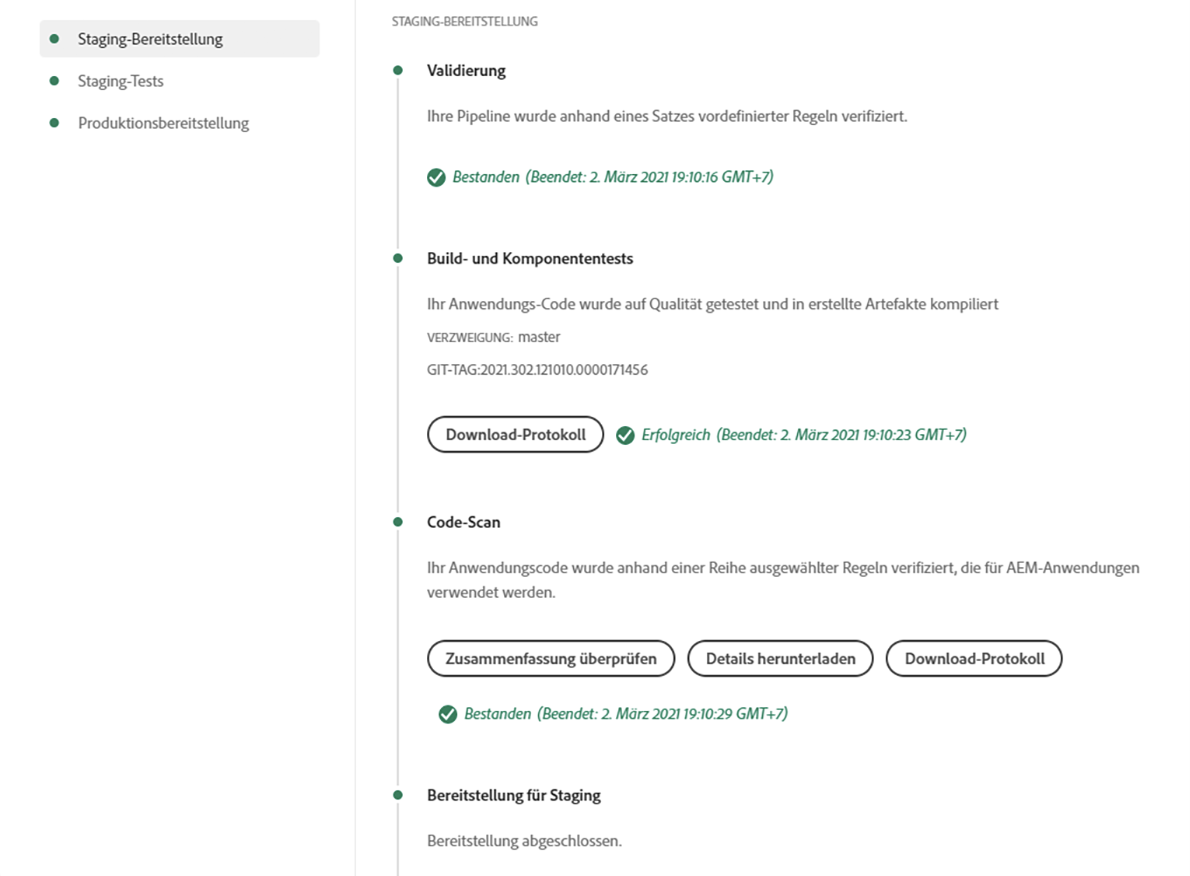 Staging-Bereitstellung
Staging-Tests
Produktionsbereitstellung
STAGING-BEREITSTELLUNG
Validierung
Ihre Pipeline wurde anhand eines Satzes vordefinierter Regeln verifiziert.
Bestanden (Beendet: 2. März 2021 19:10:16 GMT+7)
Build- und Komponententests
Ihr Anwendungs-Code wurde auf Qualität getestet und in erstellte Artefakte kompiliert
VERZWEIGUNG: master
GIT-TAG:2021.302.121010.0000171456
Download-Protokoll Erfolgreich (Beendet: 2. März 2021 19:10:23 GMT+7)
Code-Scan
Ihr Anwendungscode wurde anhand einer Reihe ausgewählter Regeln verifiziert, die für AEM-Anwendungen
verwendet werden.
Zusammenfassung überprüfen Details herunterladen Download-Protokoll
Bestanden (Beendet: 2. März 2021 19:10:29 GMT+7)
Bereitstellung für Staging
Bereitstellung abgeschlossen.